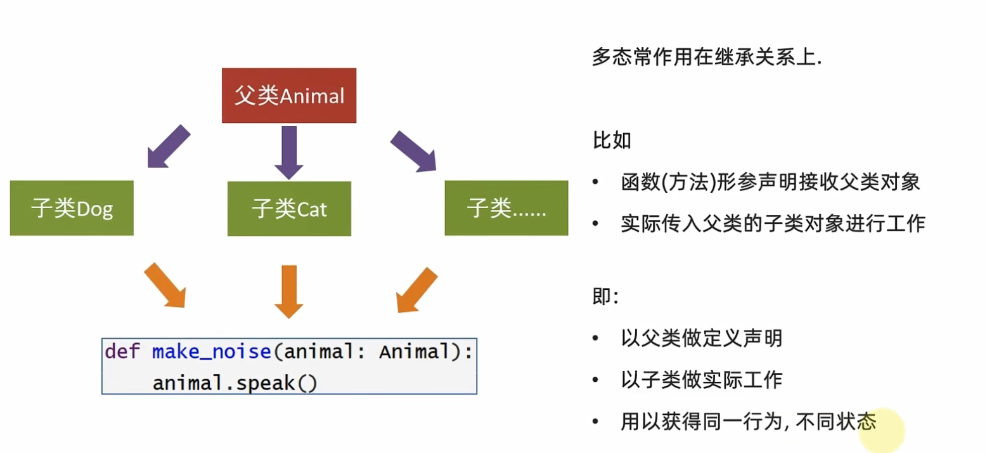 父类Animal
子类Dog
子类Cat
子类......
def make_noise(animal: Animal):
animal.speak()
多态常作用在继承关系上.
比如
• 函数(方法)形参声明接收父类对象
• 实际传入父类的子类对象进行工作
即：
• 以父类做定义声明
• 以子类做实际工作
• 用以获得同一行为, 不同状态